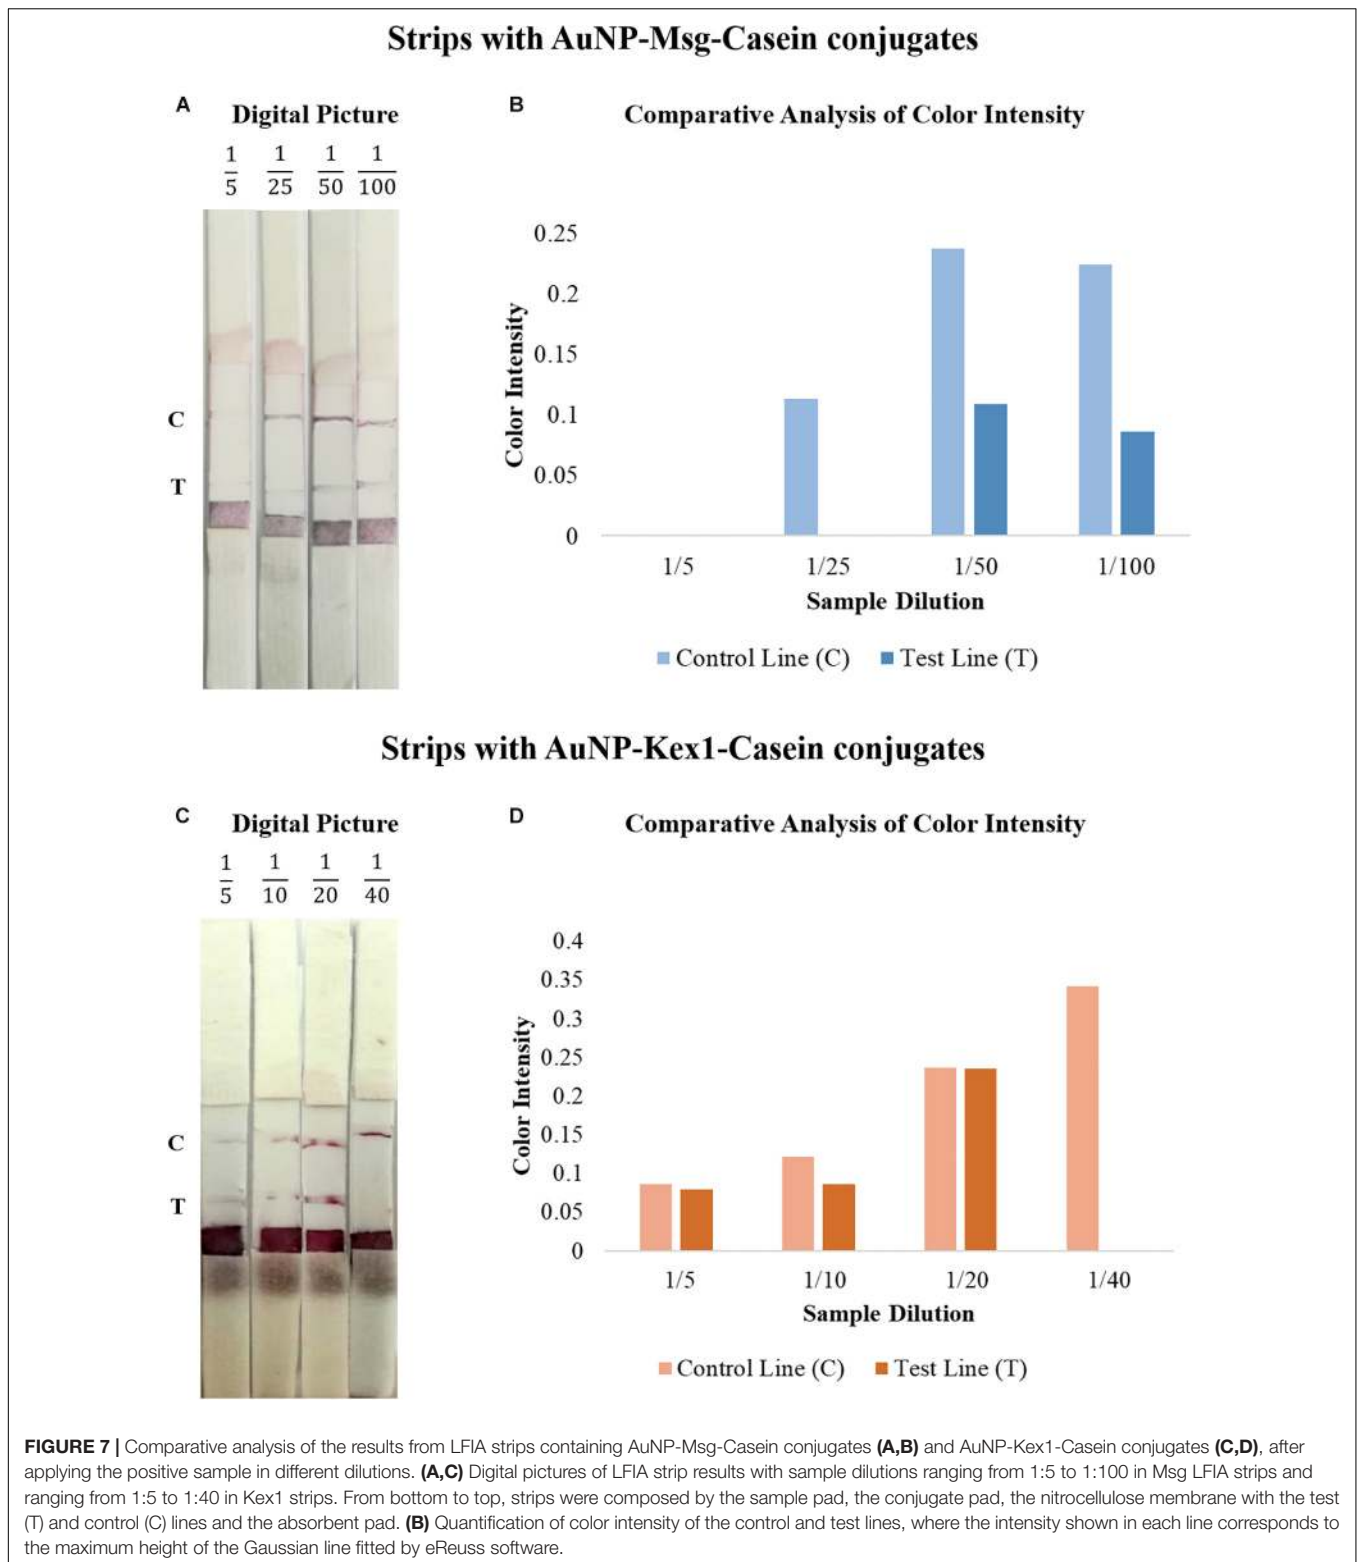 Strips with AuNP-Msg-Casein conjugates
A
Digital Picture
1/5 1/25 1/50 1/100
C
T
B
Comparative Analysis of Color Intensity
Color Intensity
0.25
0.2
0.15
0.1
0.05
0
1/5 1/25 1/50 1/100
Sample Dilution
Control Line (C) Test Line (T)
Strips with AuNP-Kex1-Casein conjugates
C
Digital Picture
1/5 1/10 1/20 1/40
C
T
D
Comparative Analysis of Color Intensity
Color Intensity
0.4
0.35
0.3
0.25
0.2
0.15
0.1
0.05
0
1/5 1/10 1/20 1/40
Sample Dilution
Control Line (C) Test Line (T)
FIGURE 7 | Comparative analysis of the results from LFIA strips containing AuNP-Msg-Casein conjugates (A,B) and AuNP-Kex1-Casein conjugates (C,D), after
applying the positive sample in different dilutions. (A,C) Digital pictures of LFIA strip results with sample dilutions ranging from 1:5 to 1:100 in Msg LFIA strips and
ranging from 1:5 to 1:40 in Kex1 strips. From bottom to top, strips were composed by the sample pad, the conjugate pad, the nitrocellulose membrane with the test
(T) and control (C) lines and the absorbent pad. (B) Quantification of color intensity of the control and test lines, where the intensity shown in each line corresponds to
the maximum height of the Gaussian line fitted by eReuss software.